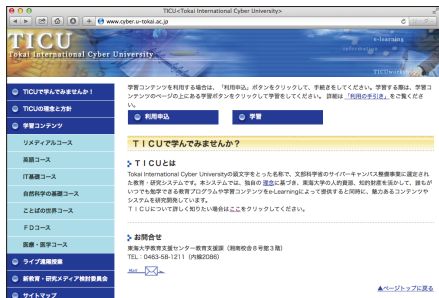 TICU<Tokai International Cyber University>
www.cyber.u-tokai.ac.jp
TICU
Tokai International Cyber University
e-learning
information
TICUworks
TICUで学んでみませんか！
TICUの理念と方針
学習コンテンツ
リメディアルコース
英語コース
IT基礎コース
自然科学の基礎コース
ことばの世界コース
FDコース
医療・医学コース
ライブ遠隔授業
新教育・研究メディア検討委員会
サイトマップ
学習コンテンツを利用する場合は、「利用申込」ボタンをクリックして、手続きをしてください。学習する際は、学習コ
ンテンツのページの上にある学習ボタンをクリックして学習をしてください。 詳細は「利用の手引き」をご覧くださ
い。
利用申込
学習
ＴＩＣＵで学んでみませんか？
ＴＩＣＵとは
Tokai International Cyber Universityの頭文字をとった名称で、文部科学省のサイバーキャンパス整備事業に選定され
た教育・研究システムです。本システムでは、独自の理念に基づき、東海大学の人的資源、知的財産を活かして、誰もが
いつでも勉強できる教育プログラムや学習コンテンツをe-Learningによって提供すると同時に、魅力あるコンテンツや
システムを研究開発しています。
ＴＩＣＵについて詳しく知りたい場合はここをクリックしてください。
お問合せ
東海大学教育支援センター教育支援課（湘南校舎８号館３階）
TEL：0463-58-1211（内線2086）
Mail
▲ページトップに戻る